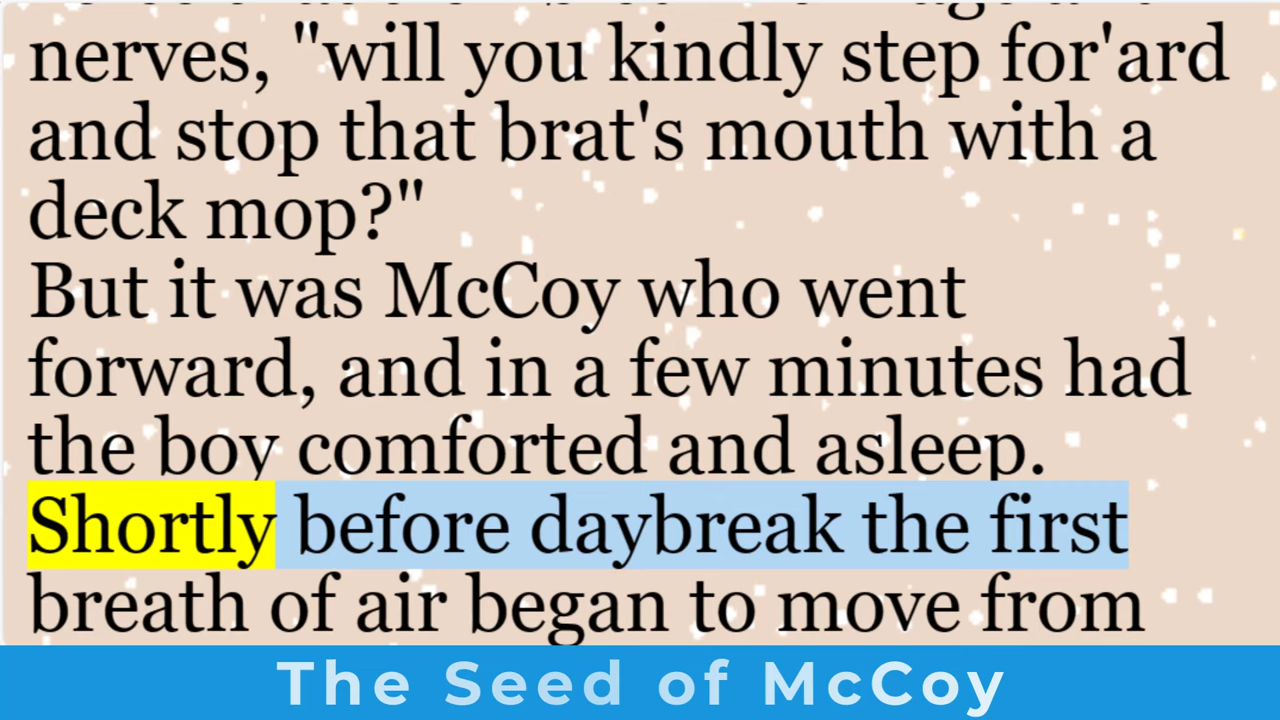 nerves, "will you kindly step for'ard
and stop that brat's mouth with a
deck mop?"
But it was McCoy who went
forward, and in a few minutes had
the boy comforted and asleep.
Shortly before daybreak the first
breath of air began to move from
The Seed of McCoy